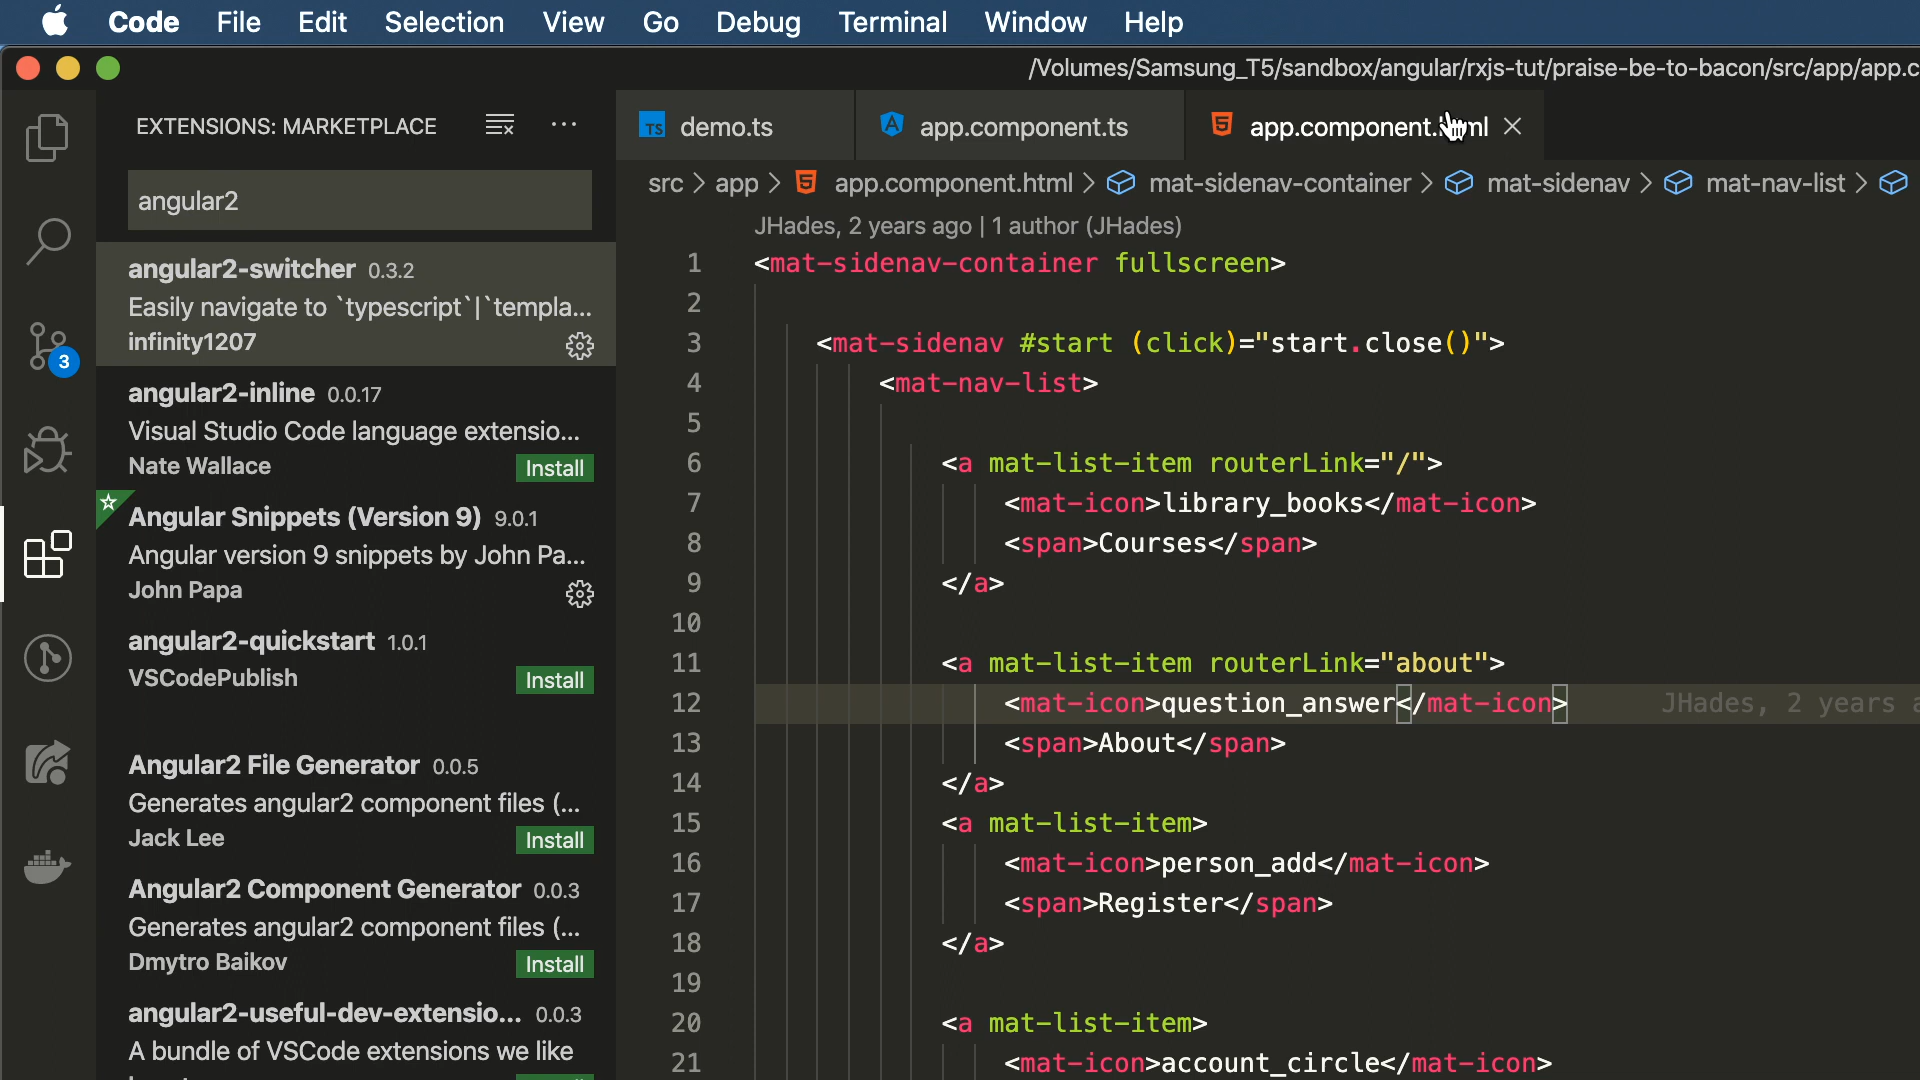 Code File Edit Selection View Go Debug Terminal Window Help
/Volumes/Samsung_T5/sandbox/angular/rxjs-tut/praise-be-to-bacon/src/app/app.c
EXTENSIONS: MARKETPLACE
angular2
angular2-switcher 0.3.2
Easily navigate to `typescript`|`templa...
infinity1207
angular2-inline 0.0.17
Visual Studio Code language extensio...
Nate Wallace Install
Angular Snippets (Version 9) 9.0.1
Angular version 9 snippets by John Pa...
John Papa
angular2-quickstart 1.0.1
VSCodePublish Install
Angular2 File Generator 0.0.5
Generates angular2 component files (...
Jack Lee Install
Angular2 Component Generator 0.0.3
Generates angular2 component files (...
Dmytro Baikov Install
angular2-useful-dev-extensio... 0.0.3
A bundle of VSCode extensions we like
3
TS demo.ts app.component.ts app.component.html
src > app > app.component.html > mat-sidenav-container > mat-sidenav > mat-nav-list >
JHades, 2 years ago | 1 author (JHades)
1 <mat-sidenav-container fullscreen>
2
3 <mat-sidenav #start (click)="start.close()">
4 <mat-nav-list>
5
6 <a mat-list-item routerLink="/">
7 <mat-icon>library_books</mat-icon>
8 <span>Courses</span>
9 </a>
10
11 <a mat-list-item routerLink="about">
12 <mat-icon>question_answer</mat-icon> JHades, 2 years a
13 <span>About</span>
14 </a>
15 <a mat-list-item>
16 <mat-icon>person_add</mat-icon>
17 <span>Register</span>
18 </a>
19
20 <a mat-list-item>
21 <mat-icon>account_circle</mat-icon>